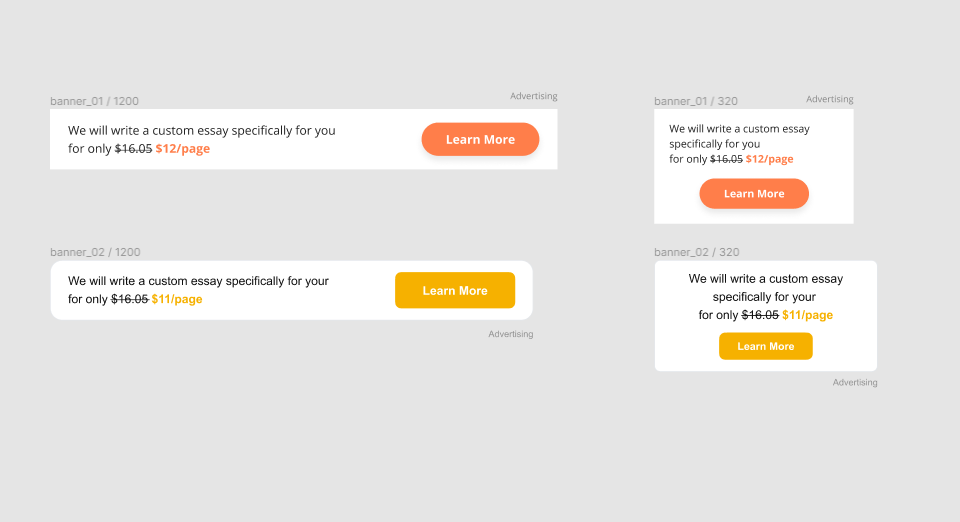 banner_01 / 1200
Advertising
We will write a custom essay specifically for you
for only $16.05 $12/page
Learn More
banner_01 / 320
Advertising
We will write a custom essay
specifically for you
for only $16.05 $12/page
Learn More
banner_02 / 1200
We will write a custom essay specifically for your
for only $16.05 $11/page
Learn More
Advertising
banner_02 / 320
We will write a custom essay
specifically for your
for only $16.05 $11/page
Learn More
Advertising